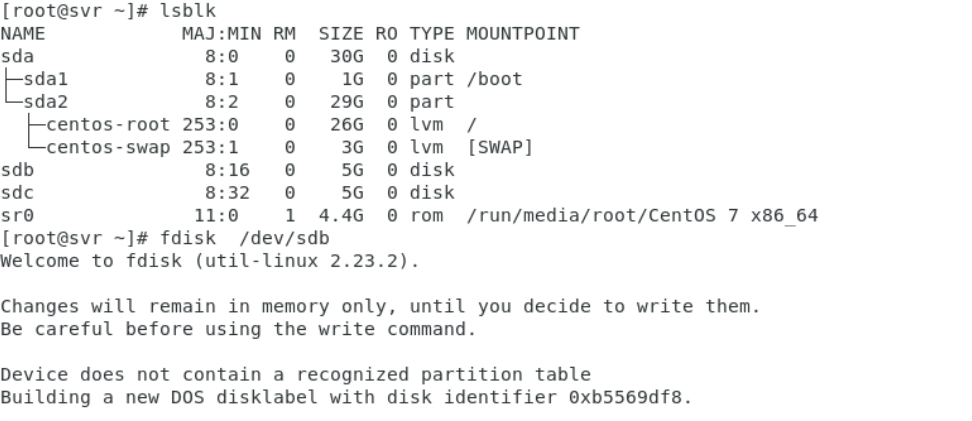 [root@svr ~]# lsblk
NAME            MAJ:MIN RM  SIZE RO TYPE MOUNTPOINT
sda               8:0    0   30G  0 disk
├─sda1            8:1    0    1G  0 part /boot
└─sda2            8:2    0   29G  0 part
  ├─centos-root 253:0    0   26G  0 lvm  /
  └─centos-swap 253:1    0    3G  0 lvm  [SWAP]
sdb               8:16   0    5G  0 disk
sdc               8:32   0    5G  0 disk
sr0              11:0    1  4.4G  0 rom  /run/media/root/CentOS 7 x86_64
[root@svr ~]# fdisk  /dev/sdb
Welcome to fdisk (util-linux 2.23.2).

Changes will remain in memory only, until you decide to write them.
Be careful before using the write command.

Device does not contain a recognized partition table
Building a new DOS disklabel with disk identifier 0xb5569df8.